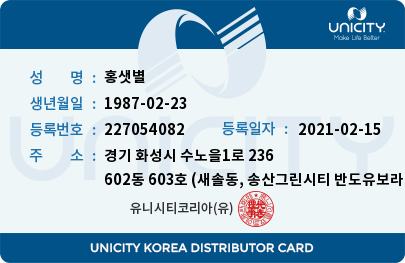 UNICITY
Make Life Better
성 명 : 홍샛별
생년월일 : 1987-02-23
등록번호 : 227054082 등록일자 : 2021-02-15
주 소 : 경기 화성시 수노을1로 236
602동 603호 (새솔동, 송산그린시티 반도유보라
유니시티코리아(유)
UNICITY
UNICITY KOREA DISTRIBUTOR CARD